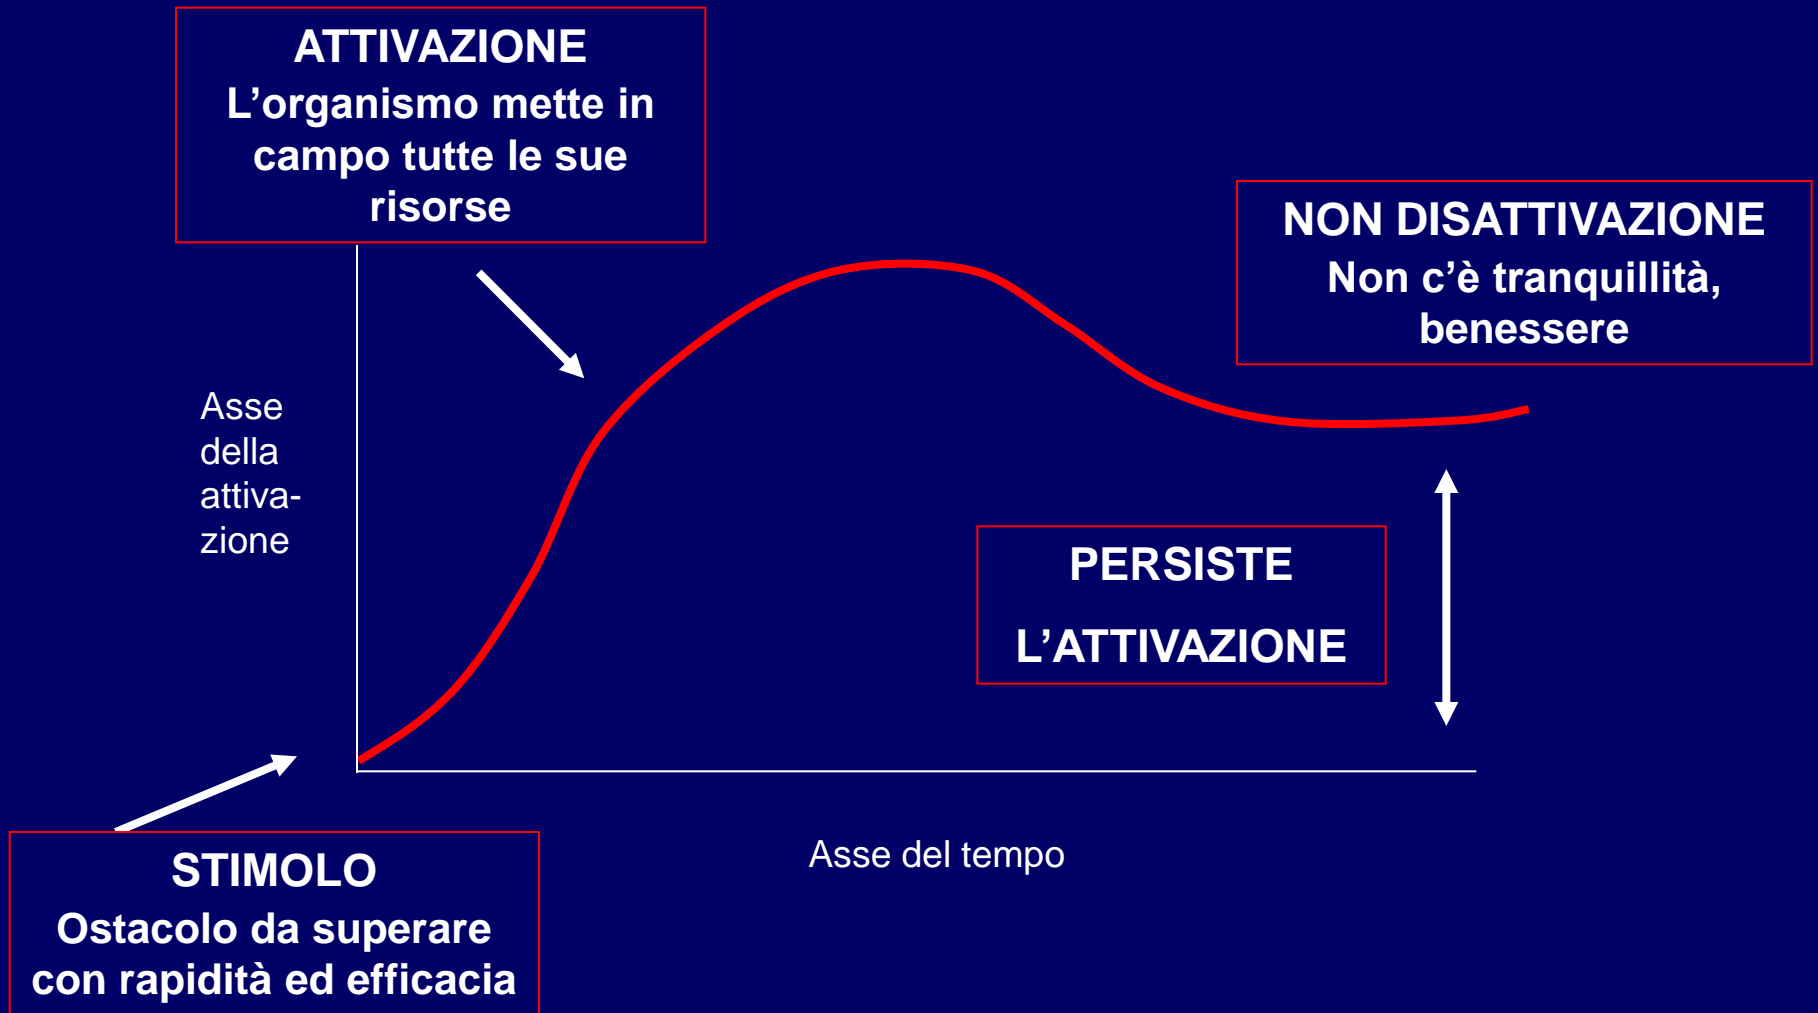 ATTIVAZIONE
L’organismo mette in
campo tutte le sue
risorse
NON DISATTIVAZIONE
Non c’è tranquillità,
benessere
Asse
della
attiva-
zione
PERSISTE
L’ATTIVAZIONE
Asse del tempo
STIMOLO
Ostacolo da superare
con rapidità ed efficacia